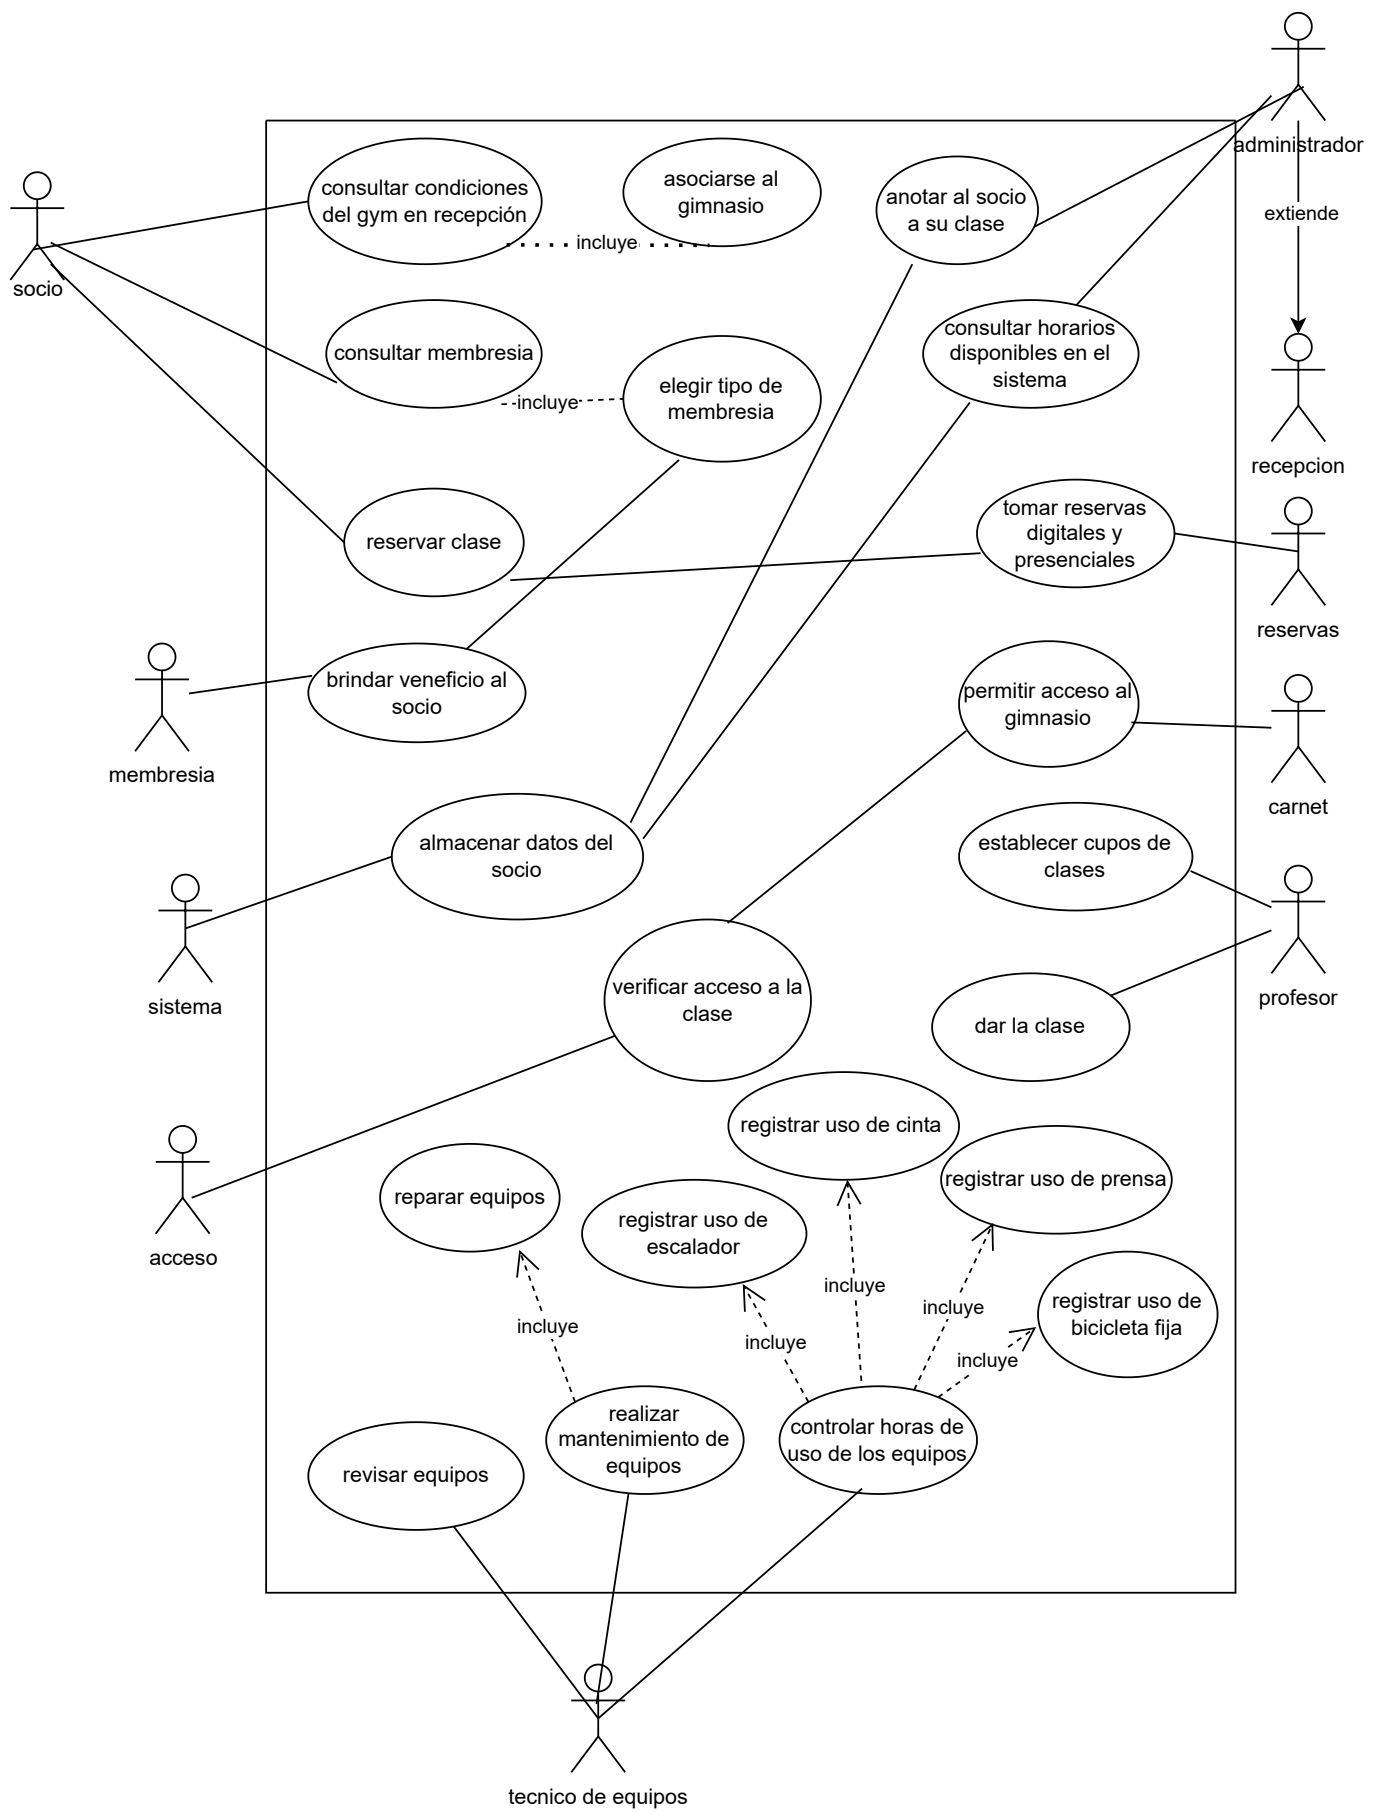 administrador
extiende
recepcion
socio
consultar condiciones
del gym en recepción
asociarse al
gimnasio
incluye
anotar al socio
a su clase
consultar membresia
incluye
elegir tipo de
membresia
consultar horarios
disponibles en el
sistema
reservar clase
tomar reservas
digitales y
presenciales
reservas
membresia
brindar veneficio al
socio
permitir acceso al
gimnasio
carnet
sistema
almacenar datos del
socio
establecer cupos de
clases
profesor
verificar acceso a la
clase
dar la clase
acceso
registrar uso de cinta
registrar uso de prensa
reparar equipos
registrar uso de
escalador
registrar uso de
bicicleta fija
incluye
incluye
incluye
incluye
incluye
revisar equipos
realizar
mantenimiento de
equipos
controlar horas de
uso de los equipos
tecnico de equipos